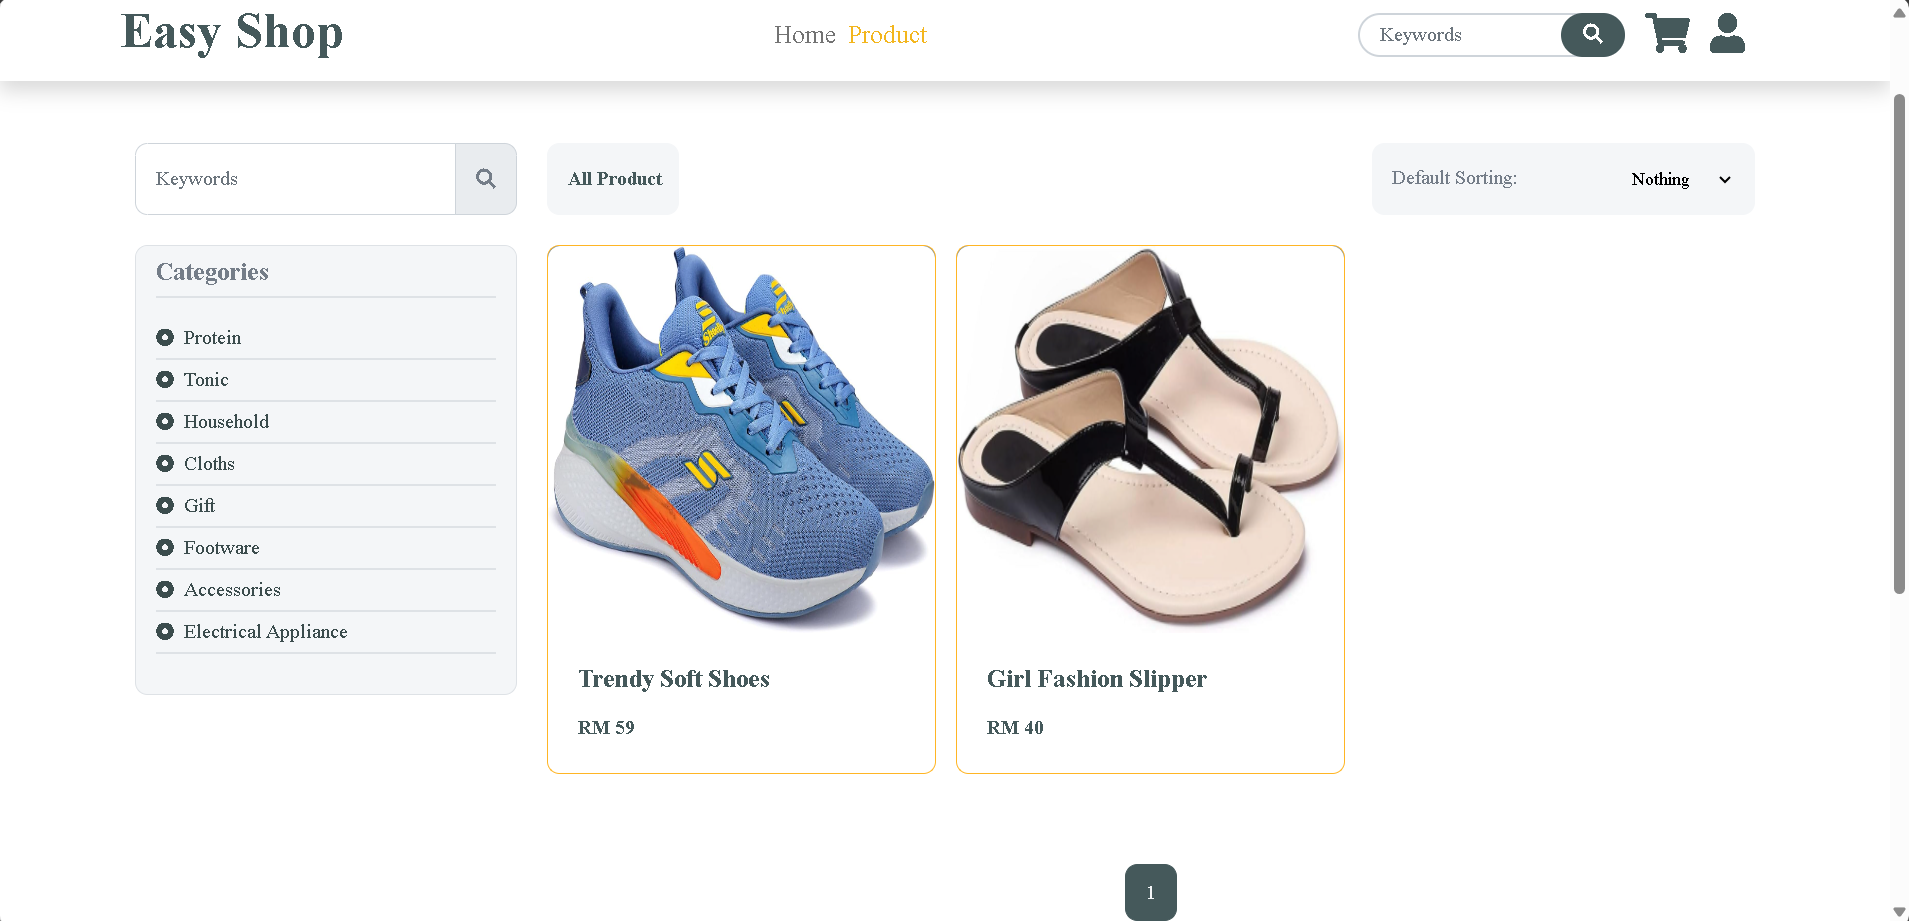 Easy Shop
Home Product
Keywords
Keywords
All Product
Default Sorting: Nothing
Categories
Protein
Tonic
Household
Cloths
Gift
Footware
Accessories
Electrical Appliance
Trendy Soft Shoes
RM 59
Girl Fashion Slipper
RM 40
1